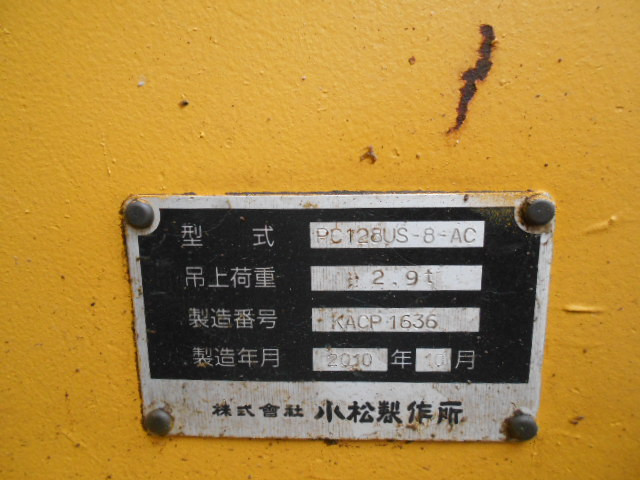 型 式 PC128US-8-AC
吊上荷重 2.9t
製造番号 KACP1636
製造年月 2010 年 10 月
株式會社 小松製作所